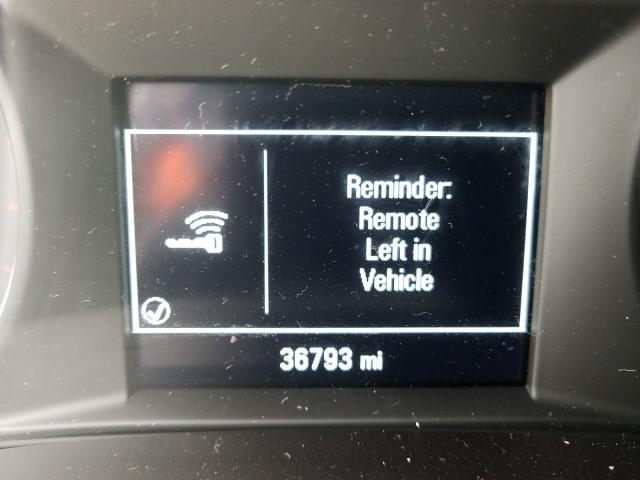 Reminder:
Remote
Left in
Vehicle
36793 mi